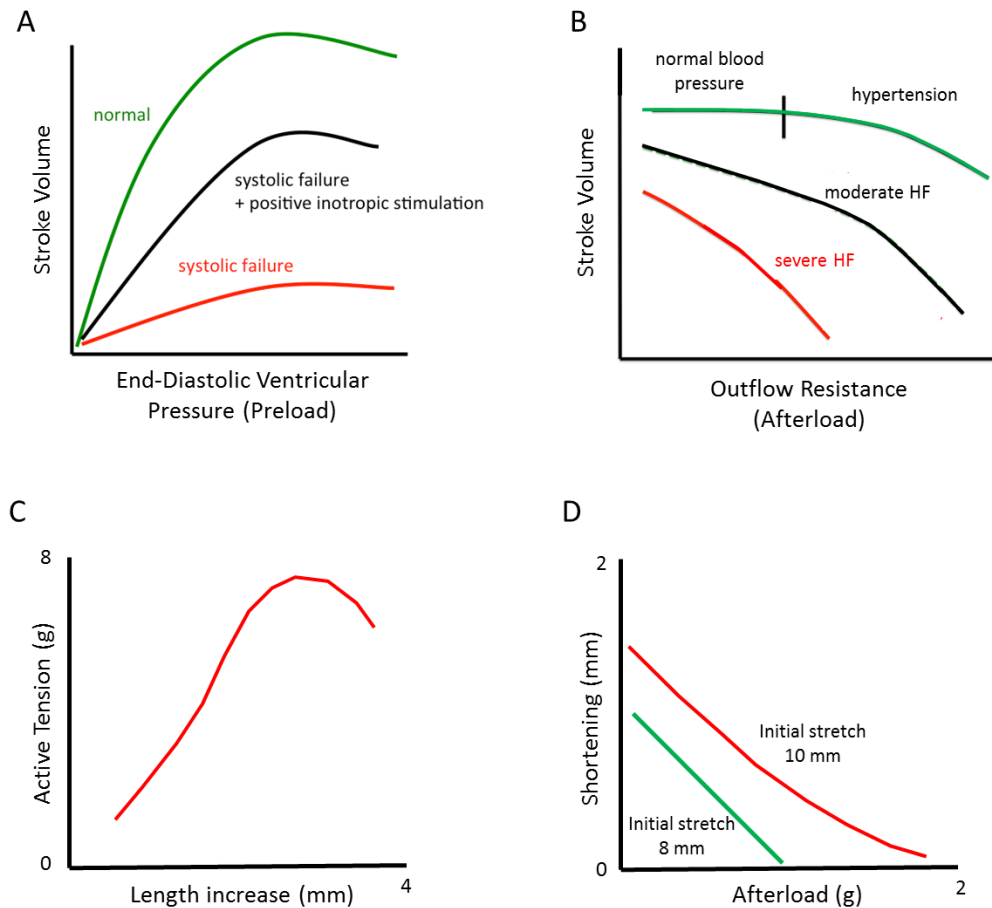 A
Stroke Volume
normal
systolic failure
+ positive inotropic stimulation
systolic failure
End-Diastolic Ventricular
Pressure (Preload)
B
Stroke Volume
normal blood
pressure
hypertension
moderate HF
severe HF
Outflow Resistance
(Afterload)
C
8
Active Tension (g)
0
Length increase (mm)
4
D
2
Shortening (mm)
Initial stretch
10 mm
Initial stretch
8 mm
0
Afterload (g)
2